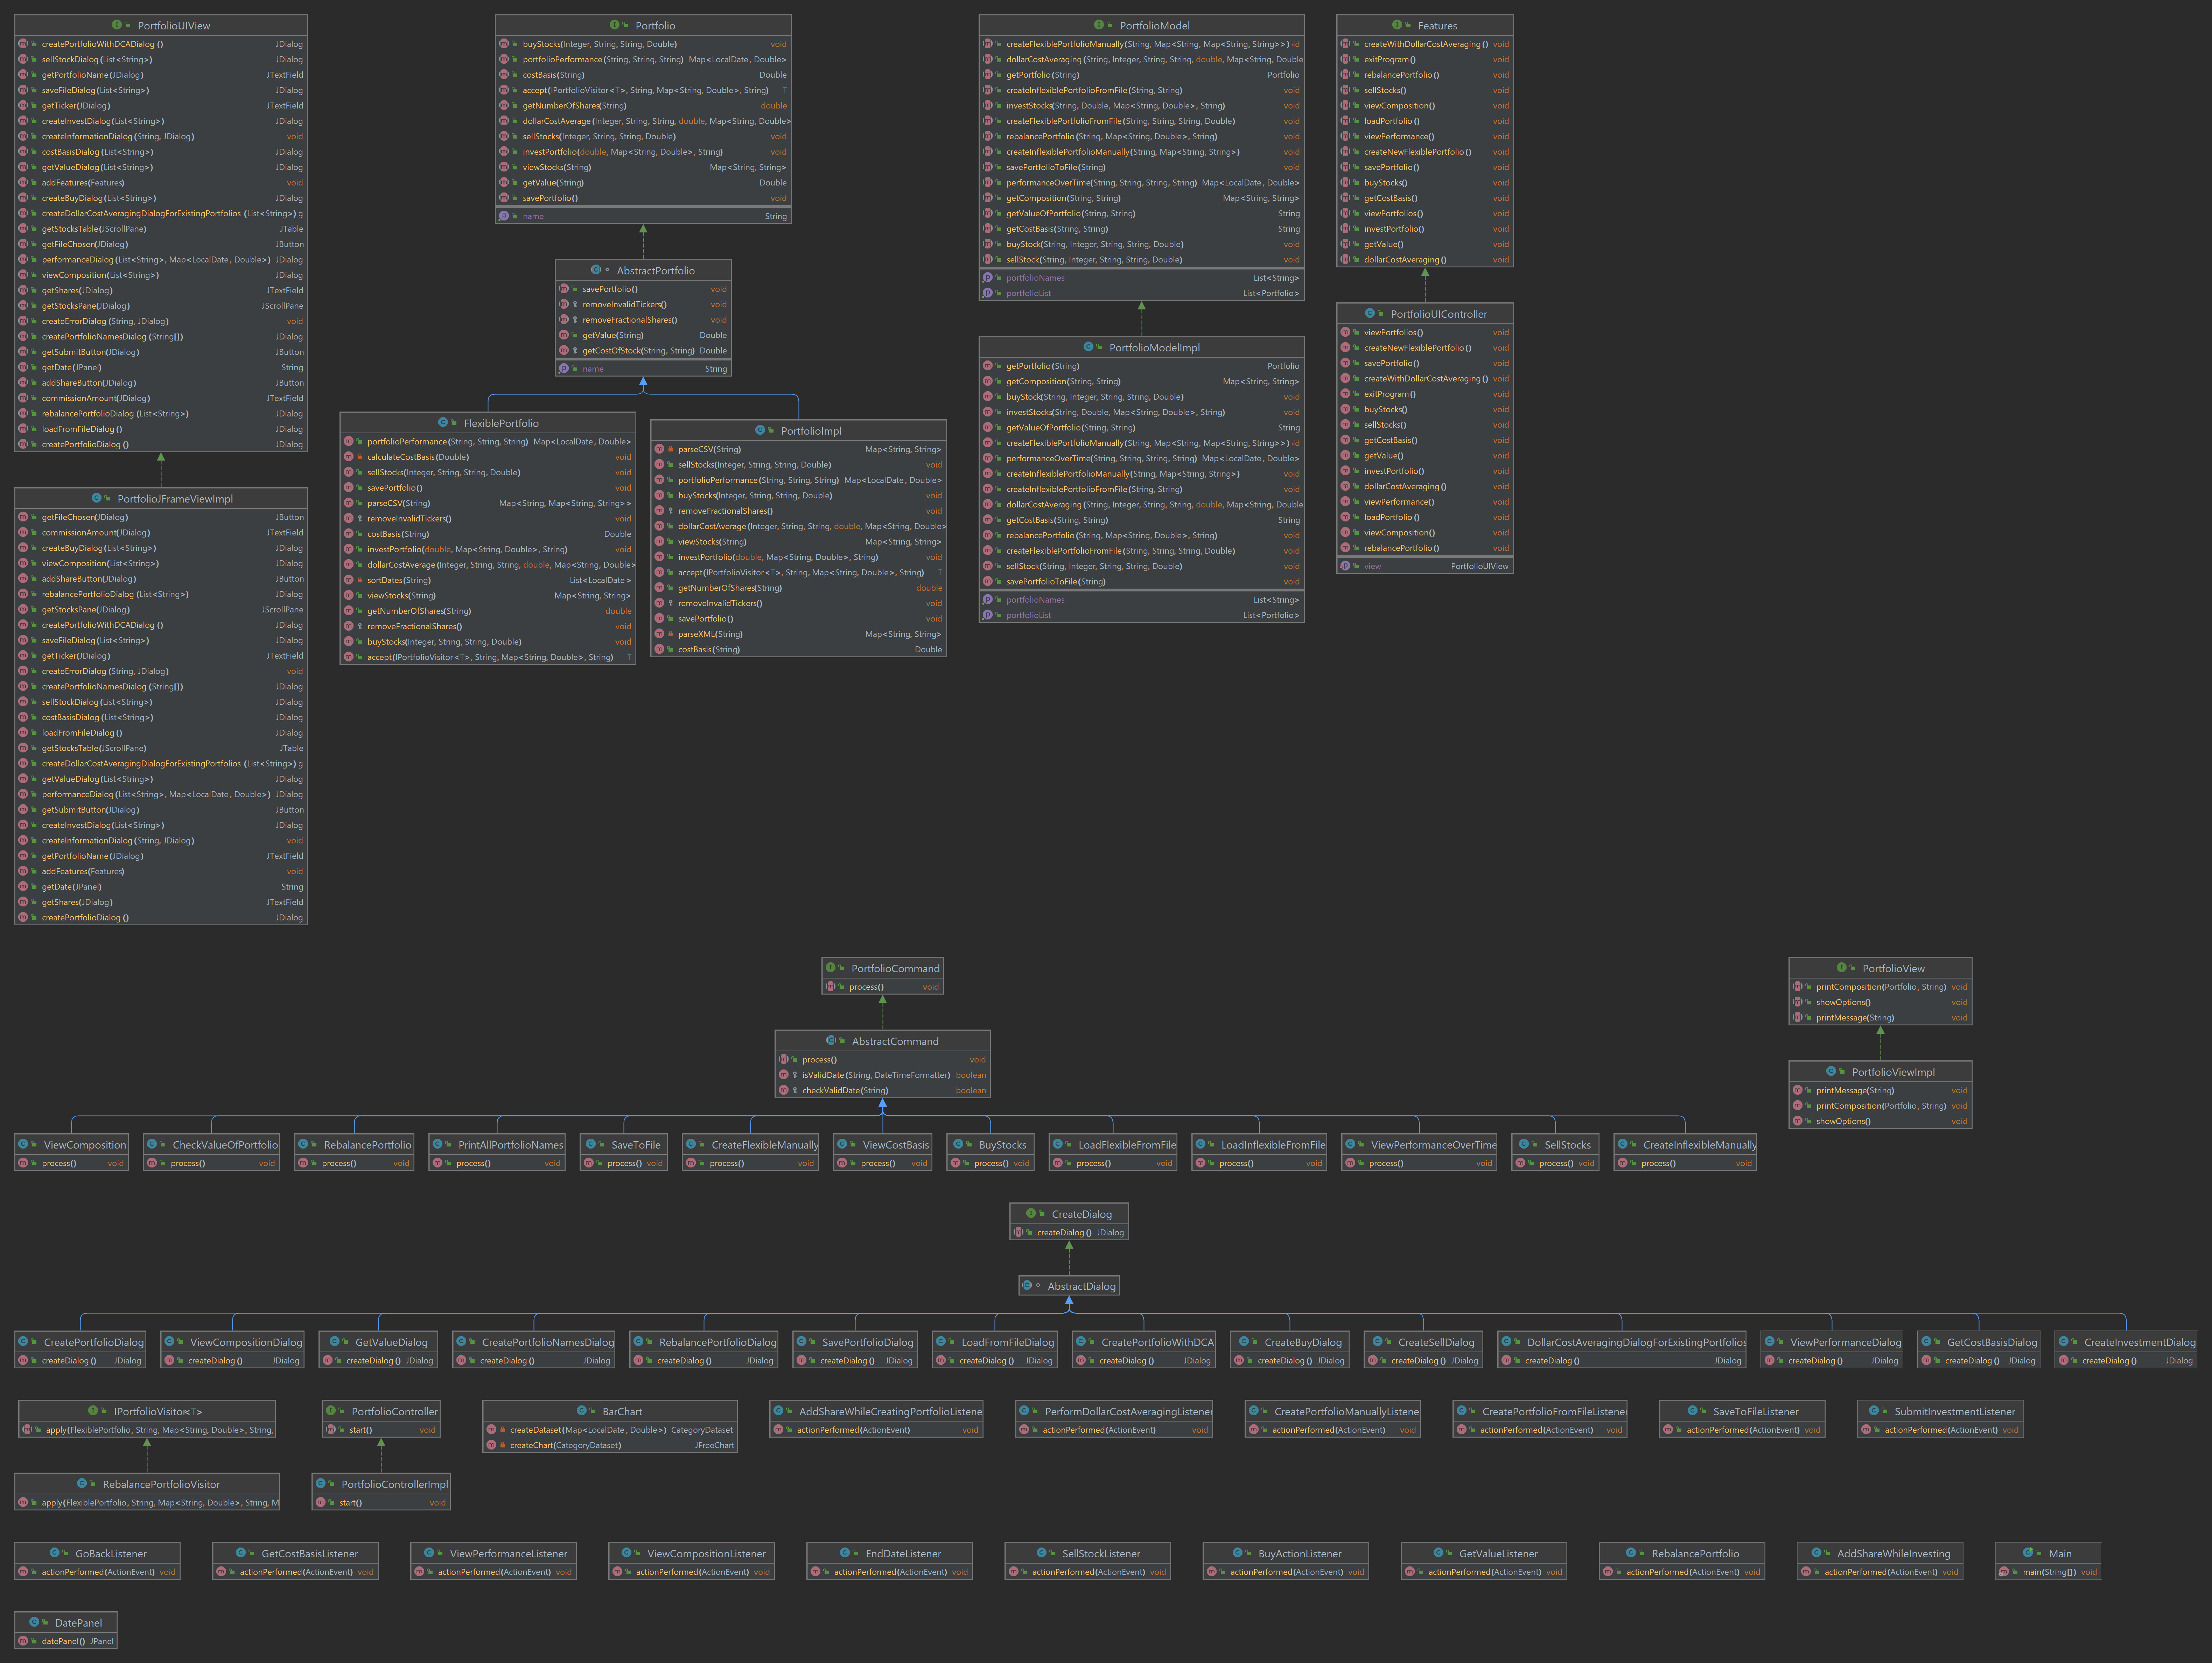 PortfolioUIView
createPortfolioWithDCADialog () JDialog
sellStockDialog(List<String>) JDialog
getPortfolioName(JDialog) JTextField
saveFileDialog(List<String>) JDialog
getTicker(JDialog) JTextField
createInvestDialog(List<String>) JDialog
createInformationDialog(String, JDialog) void
costBasisDialog(List<String>) JDialog
getValueDialog(List<String>) JDialog
addFeatures(Features) void
createBuyDialog(List<String>) JDialog
createDollarCostAveragingDialogForExistingPortfolios (List<String>) g
getStocksTable(JScrollPane) JTable
getFileChosen(JDialog) JButton
performanceDialog(List<String>, Map<LocalDate, Double>) JDialog
viewComposition(List<String>) JDialog
getShares(JDialog) JTextField
getStocksPane(JDialog) JScrollPane
createErrorDialog (String, JDialog) void
createPortfolioNamesDialog (String[]) JDialog
getSubmitButton(JDialog) JButton
getDate(JPanel) String
addShareButton(JDialog) JButton
commissionAmount(JDialog) JTextField
rebalancePortfolioDialog (List<String>) JDialog
loadFromFileDialog () JDialog
createPortfolioDialog () JDialog
PortfolioJFrameViewImpl
getFileChosen(JDialog) JButton
commissionAmount(JDialog) JTextField
createBuyDialog(List<String>) JDialog
viewComposition(List<String>) JDialog
addShareButton(JDialog) JButton
rebalancePortfolioDialog (List<String>) JDialog
getStocksPane(JDialog) JScrollPane
createPortfolioWithDCADialog () JDialog
saveFileDialog(List<String>) JDialog
getTicker(JDialog) JTextField
createErrorDialog (String, JDialog) void
createPortfolioNamesDialog (String[]) JDialog
sellStockDialog(List<String>) JDialog
costBasisDialog(List<String>) JDialog
loadFromFileDialog () JDialog
getStocksTable(JScrollPane) JTable
createDollarCostAveragingDialogForExistingPortfolios (List<String>) g
getValueDialog(List<String>) JDialog
performanceDialog(List<String>, Map<LocalDate, Double>) JDialog
getSubmitButton(JDialog) JButton
createInvestDialog(List<String>) JDialog
createInformationDialog(String, JDialog) void
getPortfolioName(JDialog) JTextField
addFeatures(Features) void
getDate(JPanel) String
getShares(JDialog) JTextField
createPortfolioDialog () JDialog
Portfolio
buyStocks(Integer, String, String, Double) void
portfolioPerformance(String, String, String) Map<LocalDate, Double>
costBasis(String) Double
accept(IPortfolioVisitor<T>, String, Map<String, Double>, String) T
getNumberOfShares(String) double
dollarCostAverage(Integer, String, String, double, Map<String, Double>
sellStocks(Integer, String, String, Double) void
investPortfolio(double, Map<String, Double>, String) void
viewStocks(String) Map<String, String>
getValue(String) Double
savePortfolio() void
name String
AbstractPortfolio
savePortfolio() void
removeInvalidTickers() void
removeFractionalShares() void
getValue(String) Double
getCostOfStock(String, String) Double
name String
FlexiblePortfolio
portfolioPerformance(String, String, String) Map<LocalDate, Double>
calculateCostBasis(Double) void
sellStocks(Integer, String, String, Double) void
savePortfolio() void
parseCSV(String) Map<String, Map<String, String>>
removeInvalidTickers() void
costBasis(String) Double
investPortfolio(double, Map<String, Double>, String) void
dollarCostAverage(Integer, String, String, double, Map<String, Double>
sortDates(String) List<LocalDate>
viewStocks(String) Map<String, String>
getNumberOfShares(String) double
removeFractionalShares() void
buyStocks(Integer, String, String, Double) void
accept(IPortfolioVisitor<T>, String, Map<String, Double>, String) T
PortfolioImpl
parseCSV(String) Map<String, String>
sellStocks(Integer, String, String, Double) void
portfolioPerformance(String, String, String) Map<LocalDate, Double>
buyStocks(Integer, String, String, Double) void
removeFractionalShares() void
dollarCostAverage(Integer, String, String, double, Map<String, Double>
viewStocks(String) Map<String, String>
investPortfolio(double, Map<String, Double>, String) void
accept(IPortfolioVisitor<T>, String, Map<String, Double>, String) T
getNumberOfShares(String) double
removeInvalidTickers() void
savePortfolio() void
parseXML(String) Map<String, String>
costBasis(String) Double
PortfolioModel
createFlexiblePortfolioManually(String, Map<String, Map<String, String>>) id
dollarCostAveraging(String, Integer, String, String, double, Map<String, Double
getPortfolio(String) Portfolio
createInflexiblePortfolioFromFile(String, String) void
investStocks(String, Double, Map<String, Double>, String) void
createFlexiblePortfolioFromFile(String, String, String, Double) void
rebalancePortfolio (String, Map<String, Double>, String) void
createInflexiblePortfolioManually(String, Map<String, String>) void
savePortfolioToFile(String) void
performanceOverTime(String, String, String, String) Map<LocalDate, Double>
getComposition(String, String) Map<String, String>
getValueOfPortfolio(String, String) String
getCostBasis(String, String) String
buyStock(String, Integer, String, String, Double) void
sellStock(String, Integer, String, String, Double) void
portfolioNames List<String>
portfolioList List<Portfolio>
PortfolioModelImpl
getPortfolio (String) Portfolio
getComposition(String, String) Map<String, String>
buyStock(String, Integer, String, String, Double) void
investStocks(String, Double, Map<String, Double>, String) void
getValueOfPortfolio(String, String) String
createFlexiblePortfolioManually(String, Map<String, Map<String, String>>) id
performanceOverTime(String, String, String, String) Map<LocalDate, Double>
createInflexiblePortfolioManually(String, Map<String, String>) void
createInflexiblePortfolioFromFile(String, String) void
dollarCostAveraging(String, Integer, String, String, double, Map<String, Double
getCostBasis(String, String) String
rebalancePortfolio (String, Map<String, Double>, String) void
createFlexiblePortfolioFromFile(String, String, String, Double) void
sellStock(String, Integer, String, String, Double) void
savePortfolioToFile(String) void
portfolioNames List<String>
portfolioList List<Portfolio>
Features
createWithDollarCostAveraging() void
exitProgram() void
rebalancePortfolio () void
sellStocks() void
viewComposition() void
loadPortfolio () void
viewPerformance() void
createNewFlexiblePortfolio () void
savePortfolio() void
buyStocks() void
getCostBasis() void
viewPortfolios() void
investPortfolio() void
getValue() void
dollarCostAveraging() void
PortfolioUIController
viewPortfolios() void
createNewFlexiblePortfolio () void
savePortfolio() void
createWithDollarCostAveraging() void
exitProgram() void
buyStocks() void
sellStocks() void
getCostBasis() void
getValue() void
investPortfolio() void
dollarCostAveraging() void
viewPerformance() void
loadPortfolio () void
viewComposition() void
rebalancePortfolio () void
view PortfolioUIView
PortfolioCommand
process() void
AbstractCommand
process() void
isValidDate(String, DateTimeFormatter) boolean
checkValidDate(String) boolean
PortfolioView
printComposition(Portfolio, String) void
showOptions() void
printMessage(String) void
PortfolioViewImpl
printMessage(String) void
printComposition(Portfolio, String) void
showOptions() void
ViewComposition
process() void
CheckValueOfPortfolio
process() void
RebalancePortfolio
process() void
PrintAllPortfolioNames
process() void
SaveToFile
process() void
CreateFlexibleManually
process() void
ViewCostBasis
process() void
BuyStocks
process() void
LoadFlexibleFromFile
process() void
LoadInflexibleFromFile
process() void
ViewPerformanceOverTime
process() void
SellStocks
process() void
CreateInflexibleManually
process() void
CreateDialog
createDialog () JDialog
AbstractDialog
CreatePortfolioDialog
createDialog () JDialog
ViewCompositionDialog
createDialog () JDialog
GetValueDialog
createDialog () JDialog
CreatePortfolioNamesDialog
createDialog () JDialog
RebalancePortfolioDialog
createDialog () JDialog
SavePortfolioDialog
createDialog () JDialog
LoadFromFileDialog
createDialog () JDialog
CreatePortfolioWithDCA
createDialog () JDialog
CreateBuyDialog
createDialog () JDialog
CreateSellDialog
createDialog () JDialog
DollarCostAveragingDialogForExistingPortfolios
createDialog () JDialog
ViewPerformanceDialog
createDialog () JDialog
GetCostBasisDialog
createDialog () JDialog
CreateInvestmentDialog
createDialog () JDialog
IPortfolioVisitor<T>
apply(FlexiblePortfolio, String, Map<String, Double>, String,
PortfolioController
start() void
BarChart
createDataset(Map<LocalDate, Double>) CategoryDataset
createChart(CategoryDataset) JFreeChart
AddShareWhileCreatingPortfolioListene
actionPerformed(ActionEvent) void
PerformDollarCostAveragingListener
actionPerformed(ActionEvent) void
CreatePortfolioManuallyListene
actionPerformed(ActionEvent) void
CreatePortfolioFromFileListener
actionPerformed(ActionEvent) void
SaveToFileListener
actionPerformed(ActionEvent) void
SubmitInvestmentListener
actionPerformed(ActionEvent) void
RebalancePortfolioVisitor
apply(FlexiblePortfolio, String, Map<String, Double>, String, M
PortfolioControllerImpl
start() void
GoBackListener
actionPerformed(ActionEvent) void
GetCostBasisListener
actionPerformed(ActionEvent) void
ViewPerformanceListener
actionPerformed(ActionEvent) void
ViewCompositionListener
actionPerformed(ActionEvent) void
EndDateListener
actionPerformed(ActionEvent) void
SellStockListener
actionPerformed(ActionEvent) void
BuyActionListener
actionPerformed(ActionEvent) void
GetValueListener
actionPerformed(ActionEvent) void
RebalancePortfolio
actionPerformed(ActionEvent) void
AddShareWhileInvesting
actionPerformed(ActionEvent) void
Main
main(String[]) void
DatePanel
datePanel() JPanel